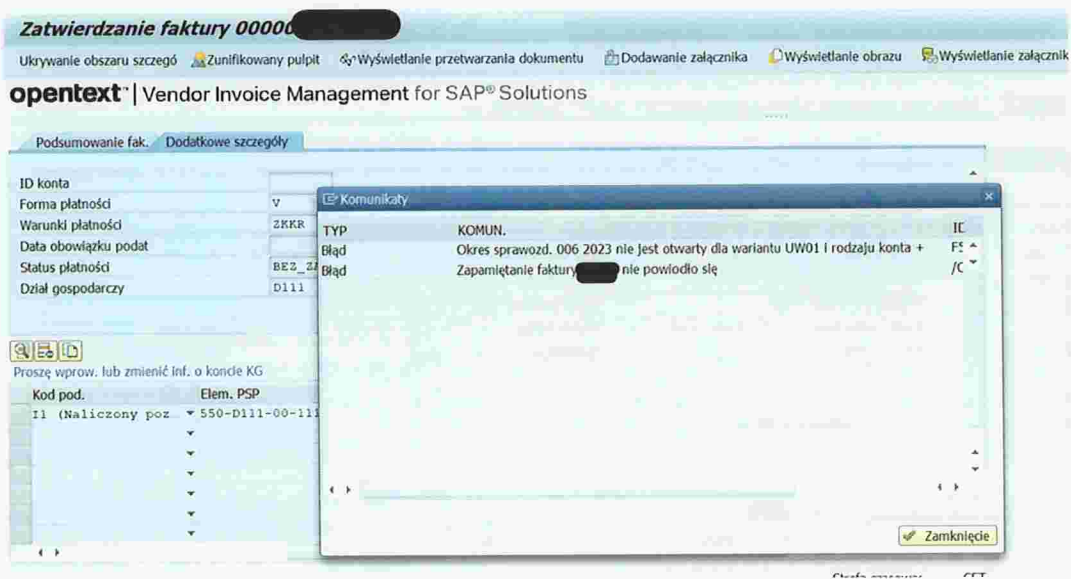 Zatwierdzanie faktury 00000
Ukrywanie obszaru szczegó Zunifikowany pulpit Wyświetlanie przetwarzania dokumentu Dodawanie załącznika Wyświetlanie obrazu Wyświetlanie załącznik
opentext™ | Vendor Invoice Management for SAP® Solutions
Podsumowanie fak. Dodatkowe szczegóły
ID konta
Forma płatności V
Warunki płatności ZKKR
Data obowiązku podat
Status płatności BEZ_ZA
Dział gospodarczy D111
Komunikaty
TYP KOMUN. ID
Błąd Okres sprawozd. 006 2023 nie jest otwarty dla wariantu UW01 i rodzaju konta + FS
Błąd Zapamiętanie faktury nie powiodło się /O
Proszę wprow. lub zmienić inf. o koncie KG
Kod pod. Elem. PSP
I1 (Naliczony poz 550-D111-00-111
Zamknięcie